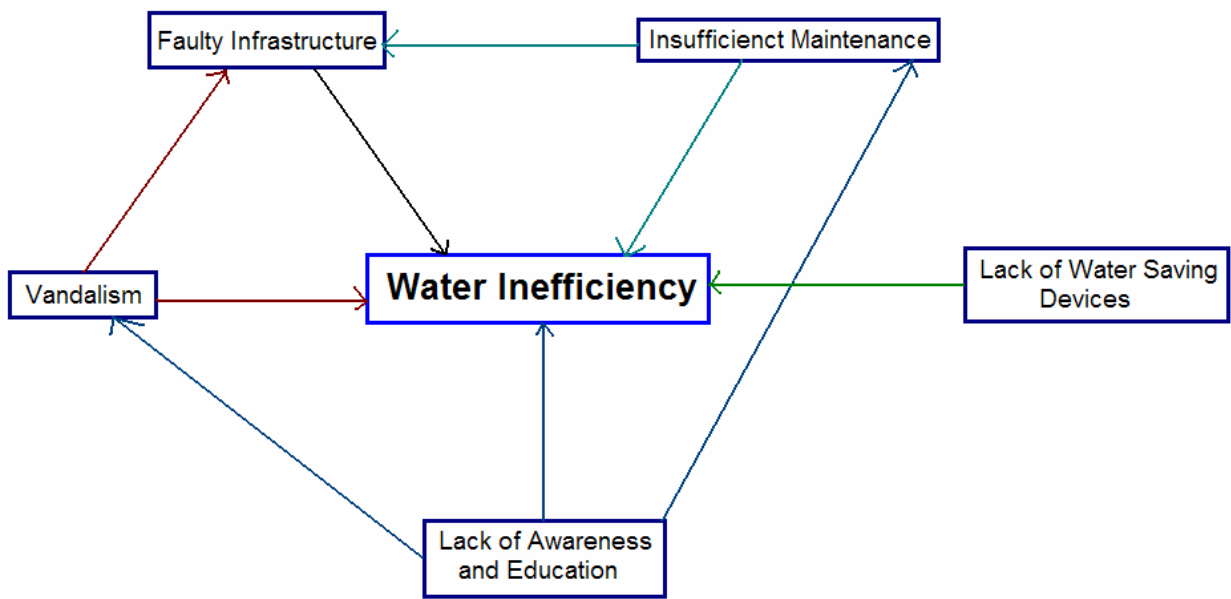 Faulty Infrastructure
Insufficienct Maintenance
Vandalism
Water Inefficiency
Lack of Water Saving
Devices
Lack of Awareness
and Education